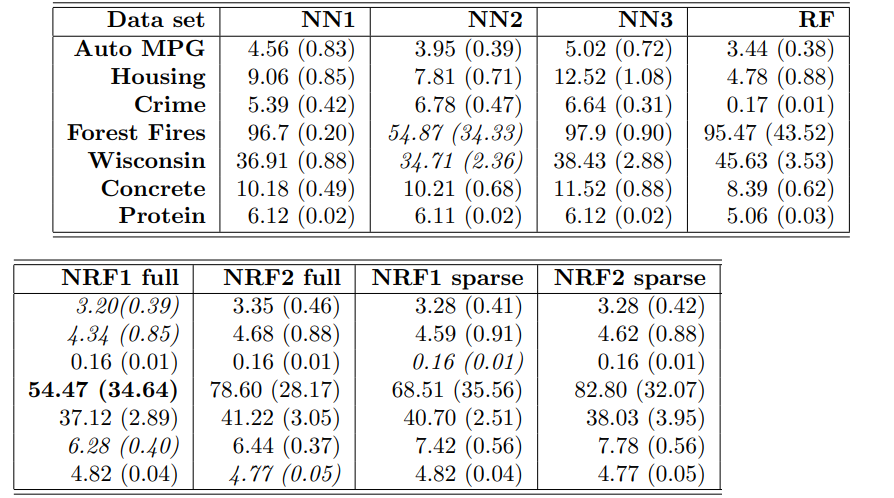 Data set NN1 NN2 NN3 RF
Auto MPG 4.56 (0.83) 3.95 (0.39) 5.02 (0.72) 3.44 (0.38)
Housing 9.06 (0.85) 7.81 (0.71) 12.52 (1.08) 4.78 (0.88)
Crime 5.39 (0.42) 6.78 (0.47) 6.64 (0.31) 0.17 (0.01)
Forest Fires 96.7 (0.20) 54.87 (34.33) 97.9 (0.90) 95.47 (43.52)
Wisconsin 36.91 (0.88) 34.71 (2.36) 38.43 (2.88) 45.63 (3.53)
Concrete 10.18 (0.49) 10.21 (0.68) 11.52 (0.88) 8.39 (0.62)
Protein 6.12 (0.02) 6.11 (0.02) 6.12 (0.02) 5.06 (0.03)
NRF1 full NRF2 full NRF1 sparse NRF2 sparse
3.20(0.39) 3.35 (0.46) 3.28 (0.41) 3.28 (0.42)
4.34 (0.85) 4.68 (0.88) 4.59 (0.91) 4.62 (0.88)
0.16 (0.01) 0.16 (0.01) 0.16 (0.01) 0.16 (0.01)
54.47 (34.64) 78.60 (28.17) 68.51 (35.56) 82.80 (32.07)
37.12 (2.89) 41.22 (3.05) 40.70 (2.51) 38.03 (3.95)
6.28 (0.40) 6.44 (0.37) 7.42 (0.56) 7.78 (0.56)
4.82 (0.04) 4.77 (0.05) 4.82 (0.04) 4.77 (0.05)